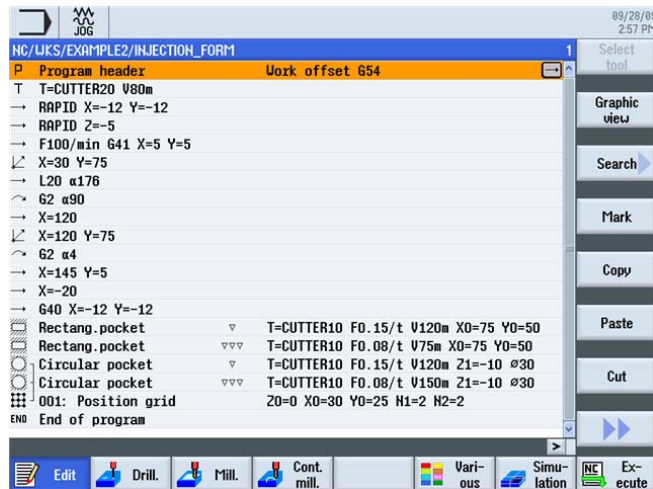 JOG
09/28/09
2:57 PM
NC/WKS/EXAMPLE2/INJECTION_FORM 1
Select tool
P Program header Work offset G54
T T=CUTTER20 V80m
RAPID X=-12 Y=-12
RAPID Z=-5
F100/min G41 X=5 Y=5
X=30 Y=75
L20 α176
G2 α90
X=120
X=120 Y=75
G2 α4
X=145 Y=5
X=-20
G40 X=-12 Y=-12
Rectang.pocket ▽ T=CUTTER10 F0.15/t V120m X0=75 Y0=50
Rectang.pocket ▽▽▽ T=CUTTER10 F0.08/t V75m X0=75 Y0=50
Circular pocket ▽ T=CUTTER10 F0.15/t V120m Z1=-10 ø30
Circular pocket ▽▽▽ T=CUTTER10 F0.08/t V150m Z1=-10 ø30
001: Position grid Z0=0 X0=30 Y0=25 N1=2 N2=2
END End of program
Graphic view
Search
Mark
Copy
Paste
Cut
Edit
Drill.
Mill.
Cont. mill.
Vari- ous
Simu- lation
NC Ex- ecute